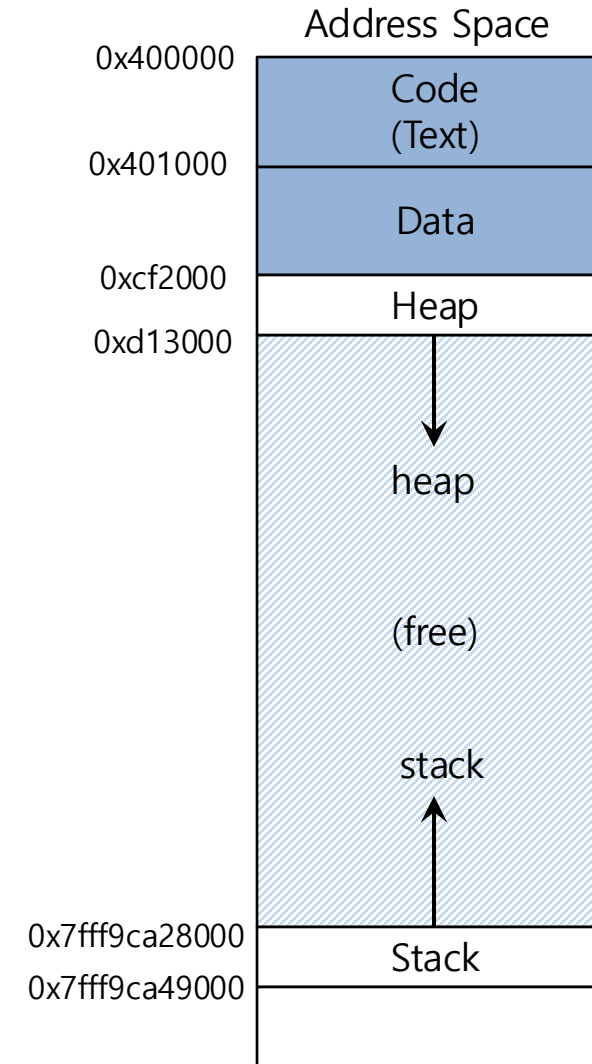 Address Space
0x400000
Code
(Text)
0x401000
Data
0xcf2000
Heap
0xd13000
heap
(free)
stack
0x7fff9ca28000
Stack
0x7fff9ca49000